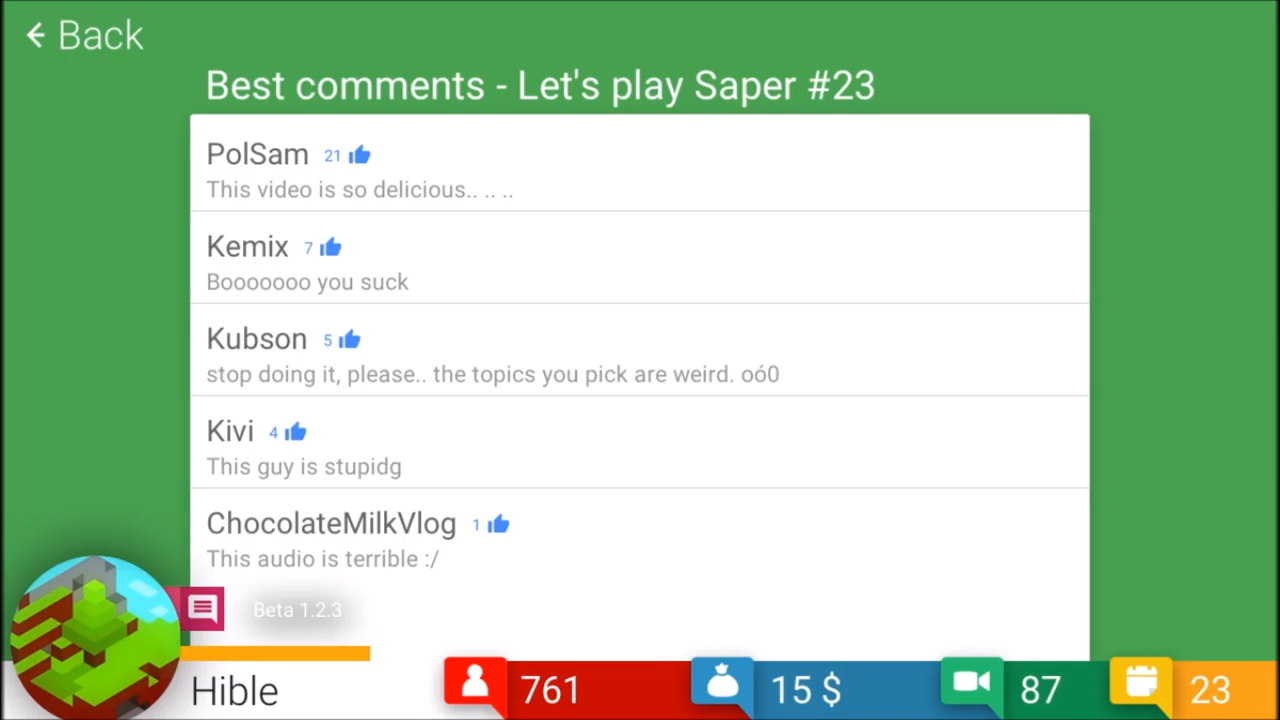 Back
Best comments - Let's play Saper #23
PolSam 21
This video is so delicious.. .. ..
Kemix 7
Booooooo you suck
Kubson 5
stop doing it, please.. the topics you pick are weird. oó0
Kivi 4
This guy is stupidg
ChocolateMilkVlog 1
This audio is terrible :/
Beta 1.2.3
Hible 761 15 $ 87 23